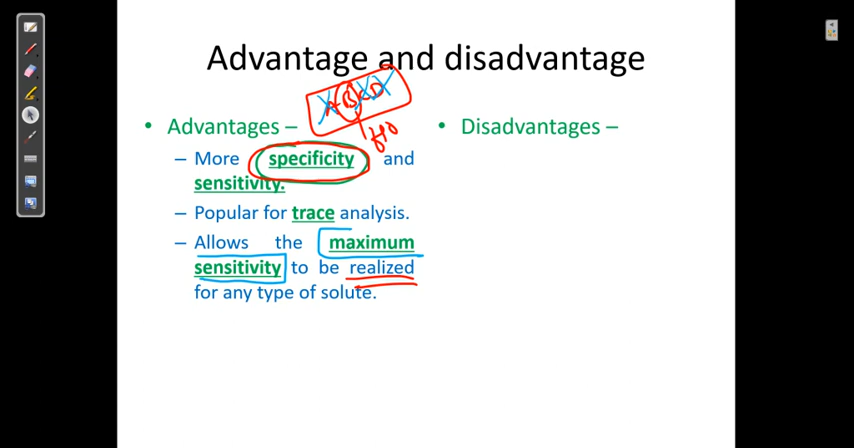 Advantage and disadvantage
A B C D
• Advantages –
– More specificity and
sensitivity.
– Popular for trace analysis.
– Allows the maximum
sensitivity to be realized
for any type of solute.
• Disadvantages –